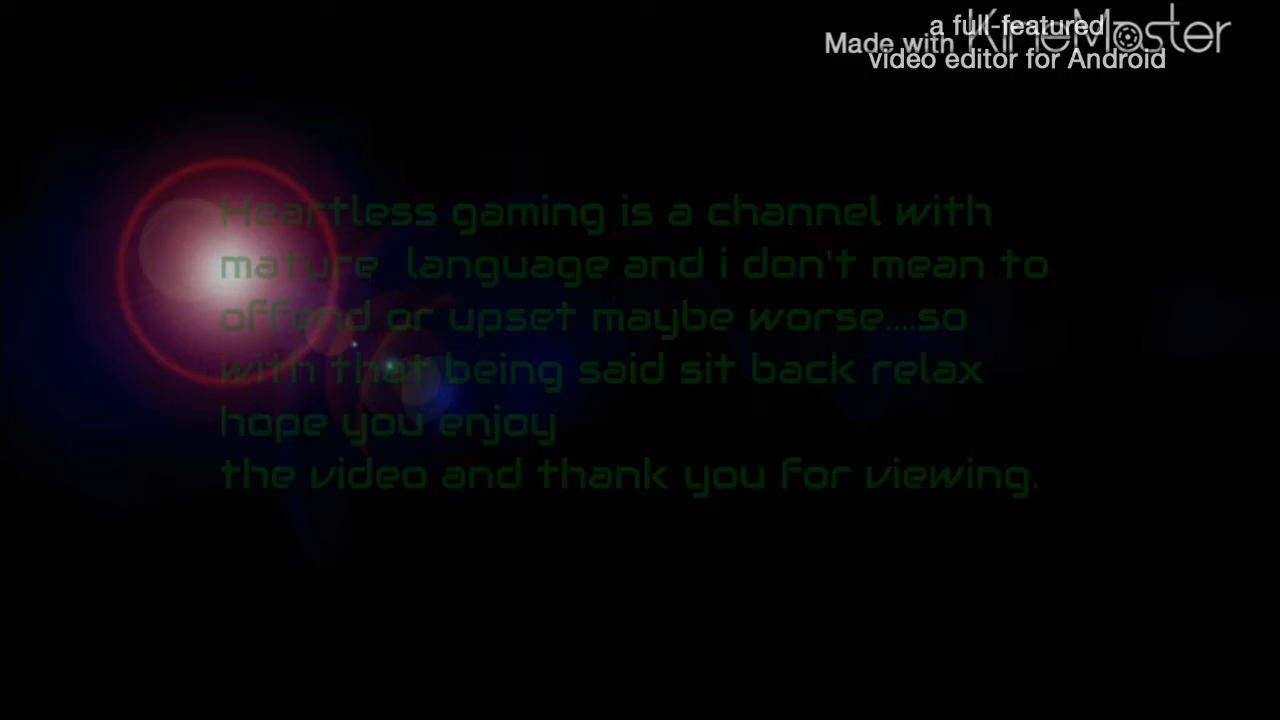 a full-featured
Made with KineMaster
video editor for Android
Heartless gaming is a channel with
mature  language and i don't mean to
offend or upset maybe worse....so
with that being said sit back relax
hope you enjoy
the video and thank you for viewing.